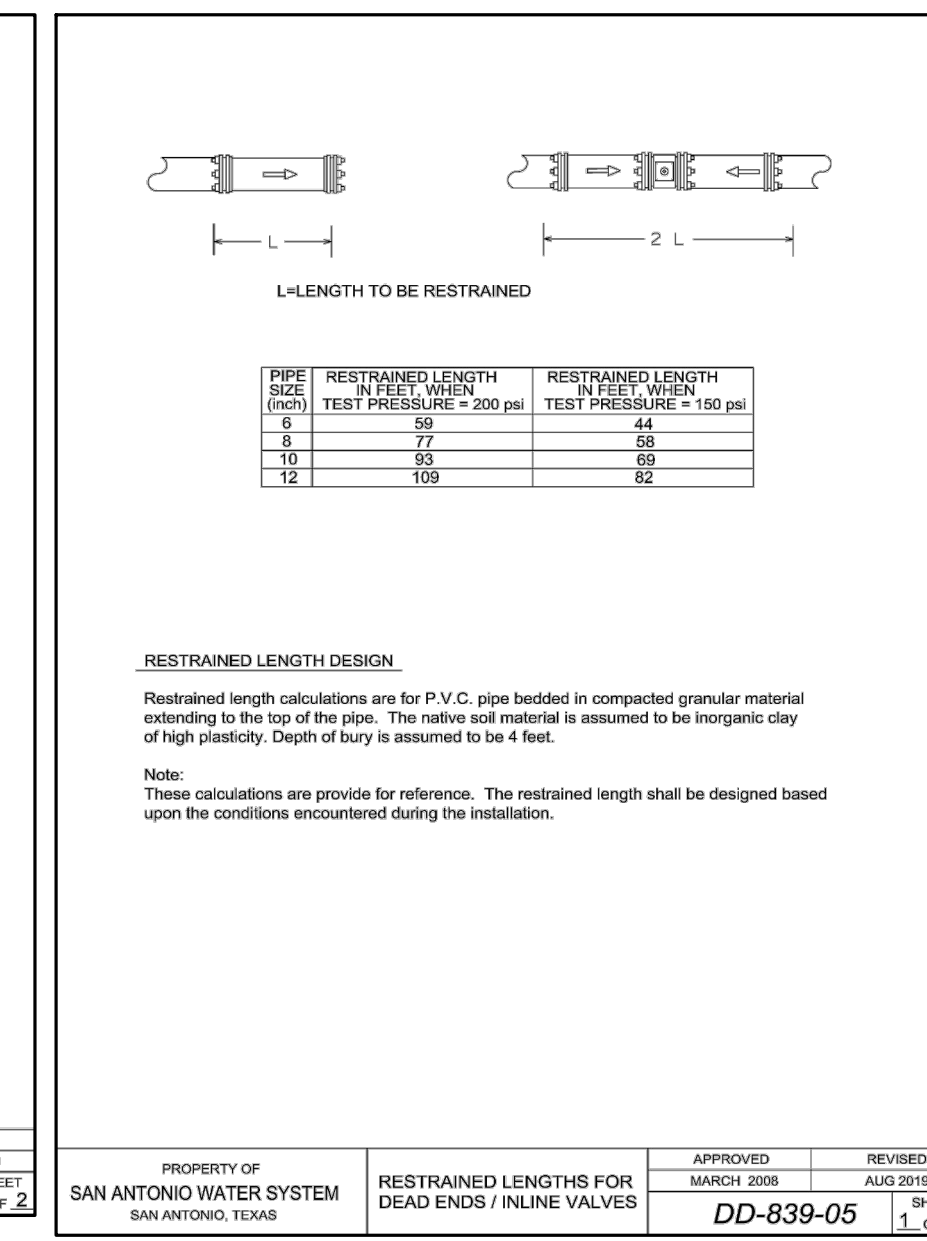 L
2 L
L=LENGTH TO BE RESTRAINED
PIPE SIZE (inch) RESTRAINED LENGTH IN FEET, WHEN TEST PRESSURE = 200 psi RESTRAINED LENGTH IN FEET, WHEN TEST PRESSURE = 150 psi
6 59 44
8 77 58
10 93 69
12 109 82
RESTRAINED LENGTH DESIGN
Restrained length calculations are for P.V.C. pipe bedded in compacted granular material
extending to the top of the pipe. The native soil material is assumed to be inorganic clay
of high plasticity. Depth of bury is assumed to be 4 feet.
Note:
These calculations are provide for reference. The restrained length shall be designed based
upon the conditions encountered during the installation.
PROPERTY OF
SAN ANTONIO WATER SYSTEM
SAN ANTONIO, TEXAS
RESTRAINED LENGTHS FOR
DEAD ENDS / INLINE VALVES
APPROVED REVISED
MARCH 2008 AUG 2019
DD-839-05
1
2